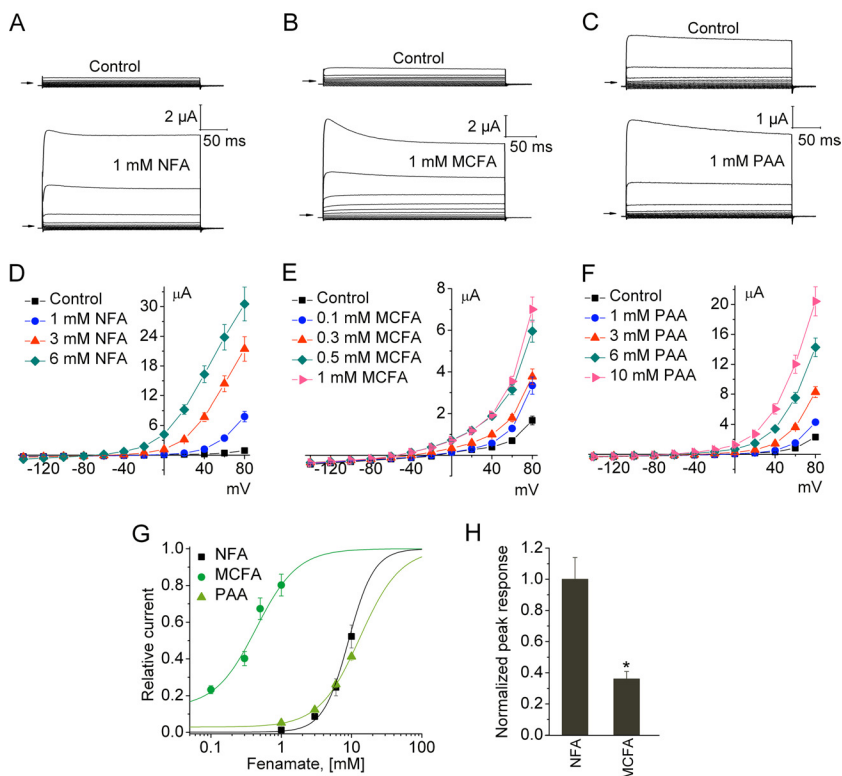 A
B
C
Control
Control
Control
2 µA
50 ms
2 µA
50 ms
1 µA
50 ms
1 mM NFA
1 mM MCFA
1 mM PAA
D
µA
Control
1 mM NFA
3 mM NFA
6 mM NFA
30
24
18
12
6
-120 -80 -40 40 80
mV
E
µA
Control
0.1 mM MCFA
0.3 mM MCFA
0.5 mM MCFA
1 mM MCFA
8
6
4
2
-120 -80 -40 40 80
mV
F
µA
Control
1 mM PAA
3 mM PAA
6 mM PAA
10 mM PAA
20
16
12
8
4
-120 -80 -40 0 40 80
mV
G
NFA
MCFA
PAA
Relative current
1.0
0.8
0.6
0.4
0.2
0.0
0.1 1 10 100
Fenamate, [mM]
H
Normalized peak response
1.2
1.0
0.8
0.6
0.4
0.2
0.0
*
NFA
MCFA